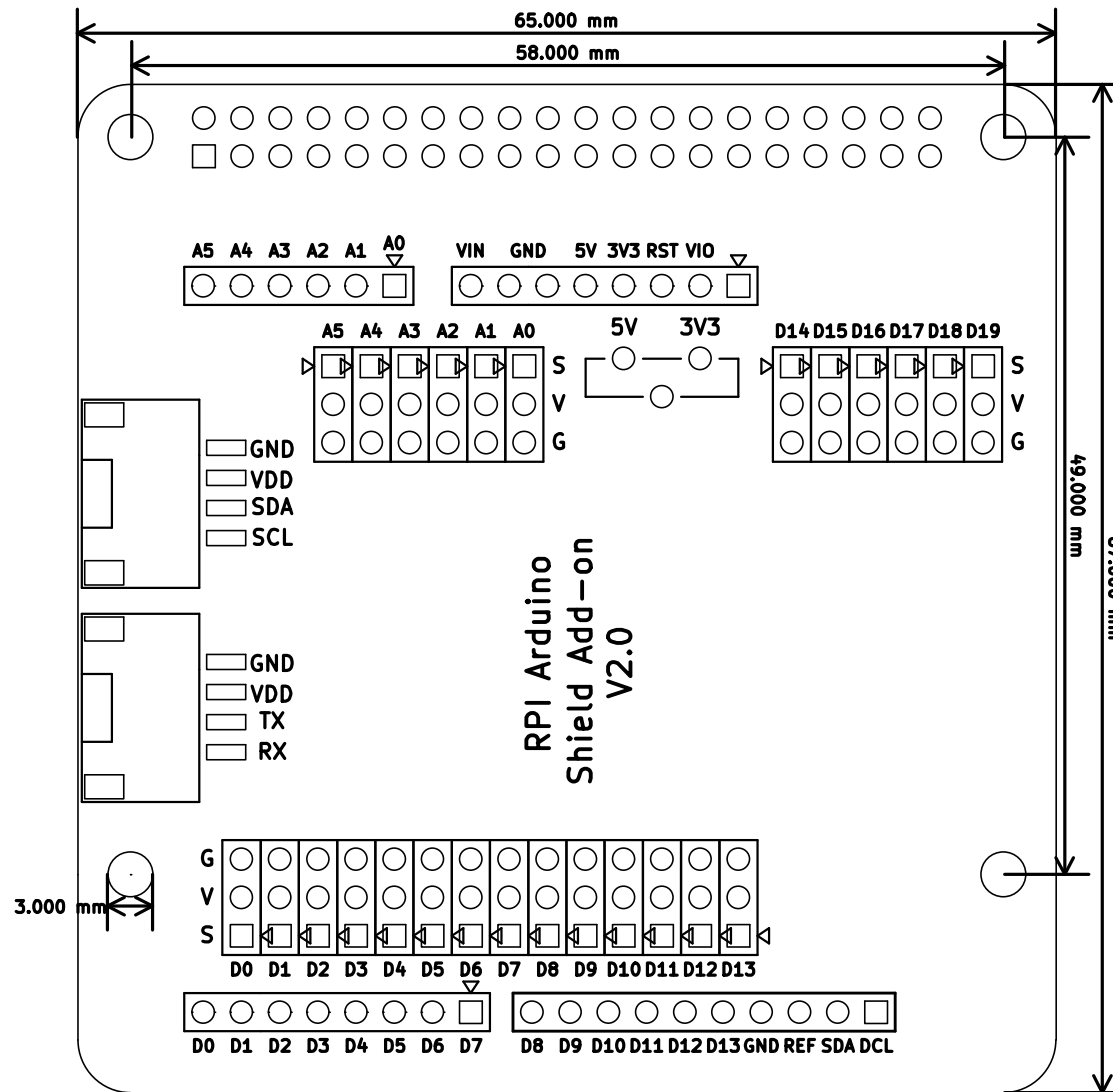 65.000 mm
58.000 mm
A5 A4 A3 A2 A1 A0
VIN GND 5V 3V3 RST VIO
A5 A4 A3 A2 A1 A0
5V 3V3
D14 D15 D16 D17 D18 D19
S
V
G
S
V
G
49.000 mm
GND
VDD
SDA
SCL
GND
VDD
TX
RX
RPI Arduino
Shield Add-on
V2.0
3.000 mm
G
V
S
D0 D1 D2 D3 D4 D5 D6 D7 D8 D9 D10 D11 D12 D13
D0 D1 D2 D3 D4 D5 D6 D7
D8 D9 D10 D11 D12 D13 GND REF SDA DCL